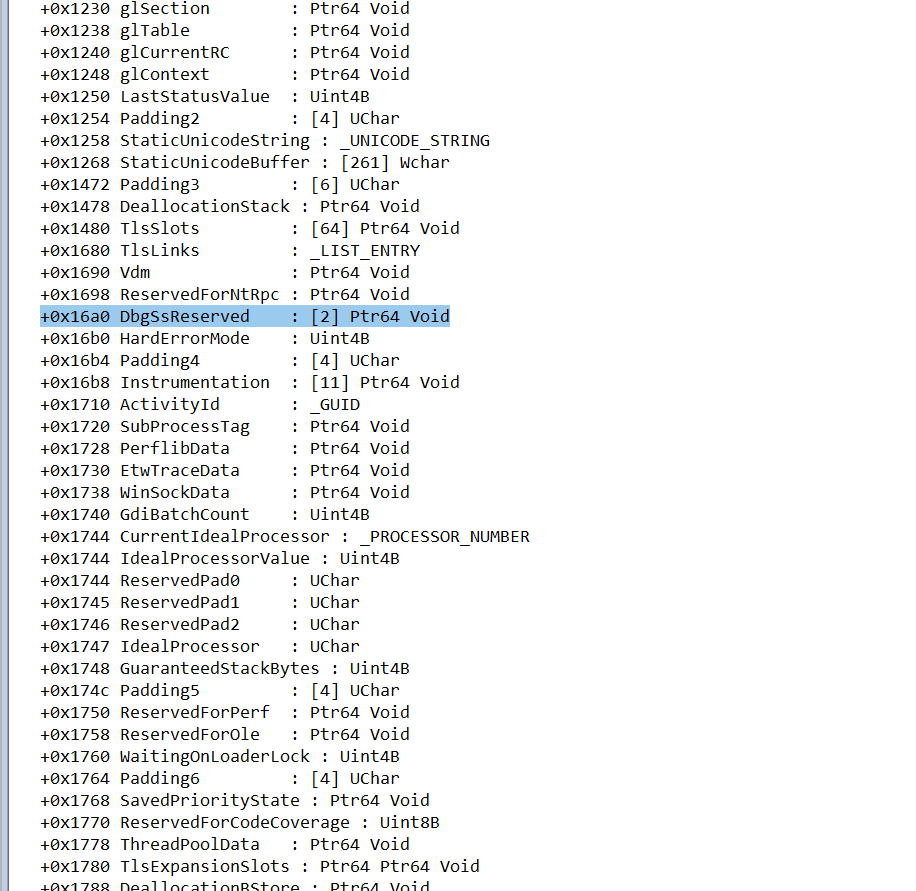 +0x1230 glSection        : Ptr64 Void
+0x1238 glTable          : Ptr64 Void
+0x1240 glCurrentRC      : Ptr64 Void
+0x1248 glContext        : Ptr64 Void
+0x1250 LastStatusValue  : Uint4B
+0x1254 Padding2         : [4] UChar
+0x1258 StaticUnicodeString : _UNICODE_STRING
+0x1268 StaticUnicodeBuffer : [261] Wchar
+0x1472 Padding3         : [6] UChar
+0x1478 DeallocationStack : Ptr64 Void
+0x1480 TlsSlots         : [64] Ptr64 Void
+0x1680 TlsLinks         : _LIST_ENTRY
+0x1690 Vdm              : Ptr64 Void
+0x1698 ReservedForNtRpc : Ptr64 Void
+0x16a0 DbgSsReserved    : [2] Ptr64 Void
+0x16b0 HardErrorMode    : Uint4B
+0x16b4 Padding4         : [4] UChar
+0x16b8 Instrumentation  : [11] Ptr64 Void
+0x1710 ActivityId       : _GUID
+0x1720 SubProcessTag    : Ptr64 Void
+0x1728 PerflibData      : Ptr64 Void
+0x1730 EtwTraceData     : Ptr64 Void
+0x1738 WinSockData      : Ptr64 Void
+0x1740 GdiBatchCount    : Uint4B
+0x1744 CurrentIdealProcessor : _PROCESSOR_NUMBER
+0x1744 IdealProcessorValue : Uint4B
+0x1744 ReservedPad0     : UChar
+0x1745 ReservedPad1     : UChar
+0x1746 ReservedPad2     : UChar
+0x1747 IdealProcessor   : UChar
+0x1748 GuaranteedStackBytes : Uint4B
+0x174c Padding5         : [4] UChar
+0x1750 ReservedForPerf  : Ptr64 Void
+0x1758 ReservedForOle   : Ptr64 Void
+0x1760 WaitingOnLoaderLock : Uint4B
+0x1764 Padding6         : [4] UChar
+0x1768 SavedPriorityState : Ptr64 Void
+0x1770 ReservedForCodeCoverage : Uint8B
+0x1778 ThreadPoolData   : Ptr64 Void
+0x1780 TlsExpansionSlots : Ptr64 Ptr64 Void
+0x1788 DeallocationBStore : Ptr64 Void